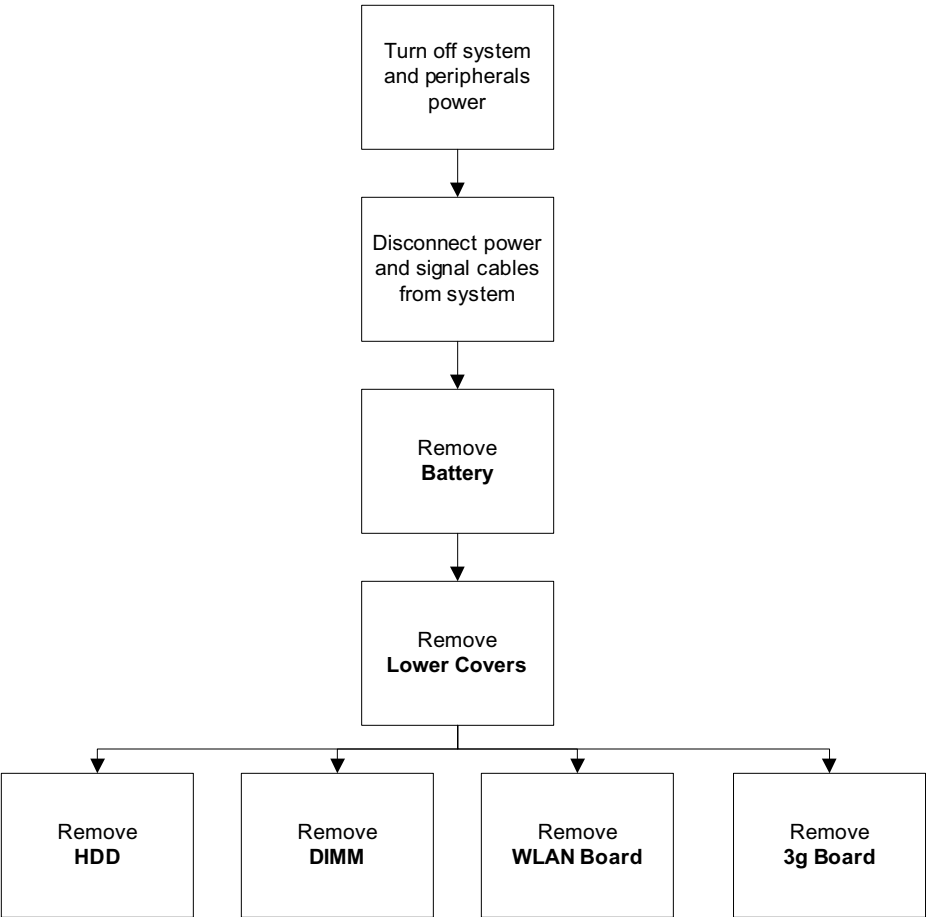 Turn off system
and peripherals
power
Disconnect power
and signal cables
from system
Remove
Battery
Remove
Lower Covers
Remove
HDD
Remove
DIMM
Remove
WLAN Board
Remove
3g Board